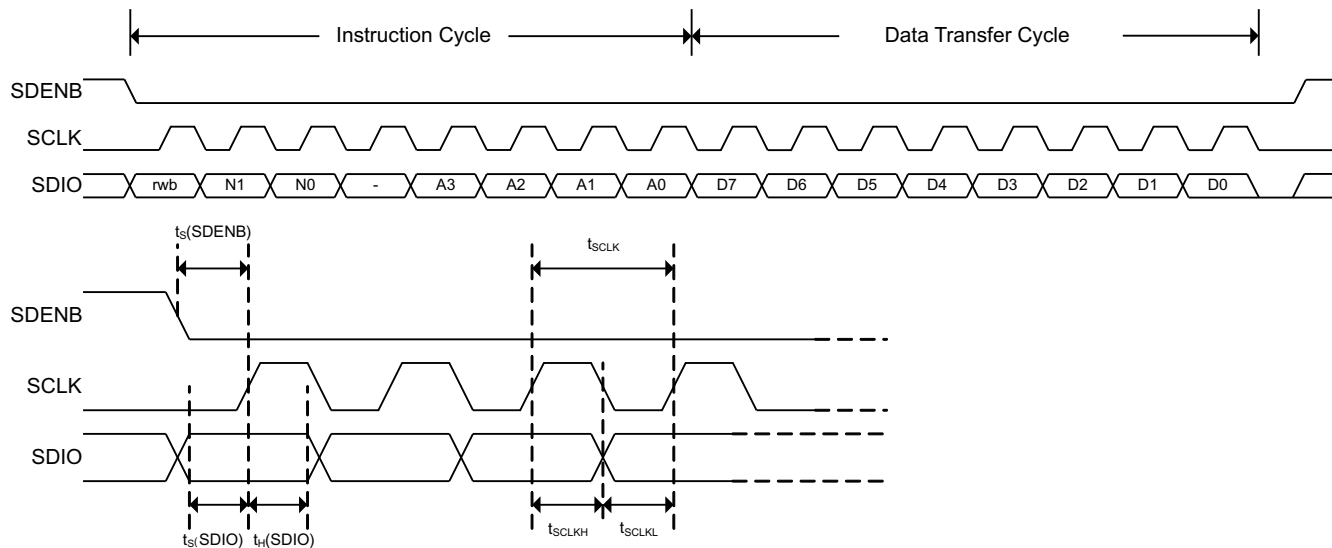 Instruction Cycle Data Transfer Cycle
SDENB
SCLK
SDIO rwb N1 N0 - A3 A2 A1 A0 D7 D6 D5 D4 D3 D2 D1 D0
tS(SDENB) tSCLK
SDENB
SCLK
SDIO
tS(SDIO) tH(SDIO) tSCLKH tSCLKL